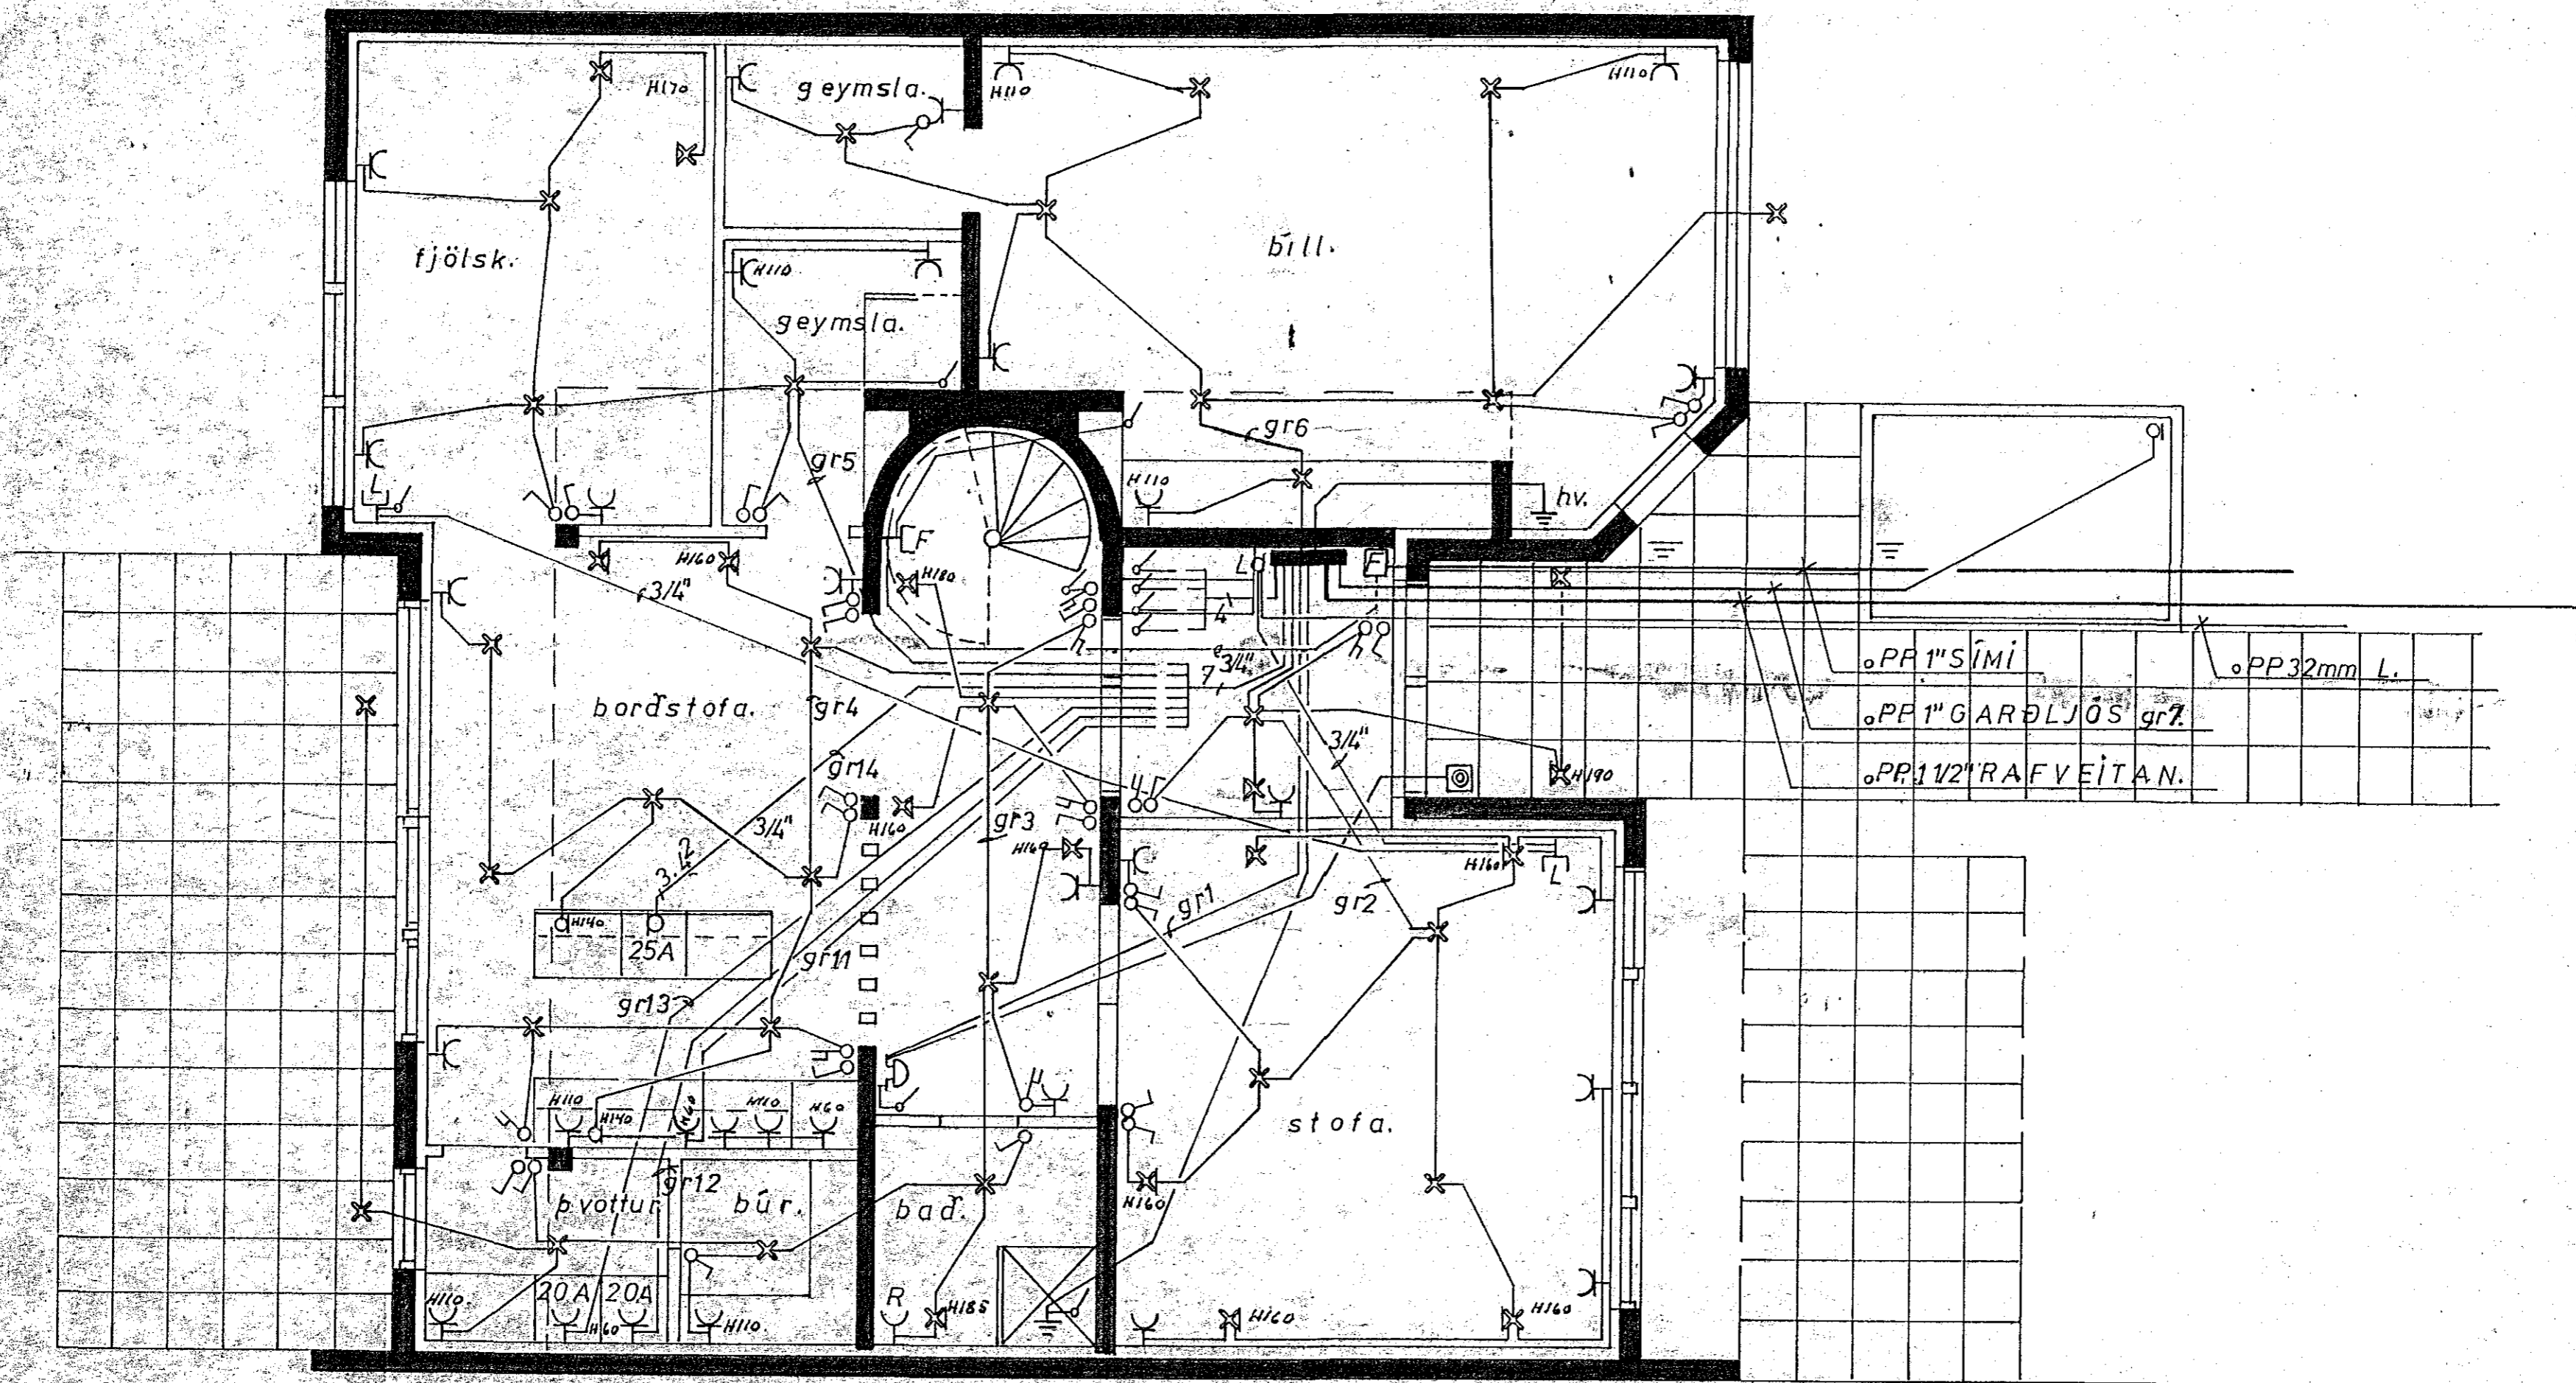 H170
geymsla.
H110
H110
fjölsk.
H110
bíll.
geymsla.
gr5
gr6
H110
hv.
L
F
H160
H180
L
F
3/4"
4
3/4"
7
PP 1" SÍMI
PP 32mm L.
borðstofa.
gr4
PP 1" GARÐLJÓS gr7.
3/4"
gr14
H190
PP 1 1/2" RAFVEITAN.
3/4"
H160
gr3
H160
H160
L
gr1
gr2
H140
25A
gr11
gr13
H110
H140
H60
H110
H60
stofa.
gr12
þvottur
búr.
bað.
H160
H110
20A
20A
H60
H110
R
H185
H160
H160